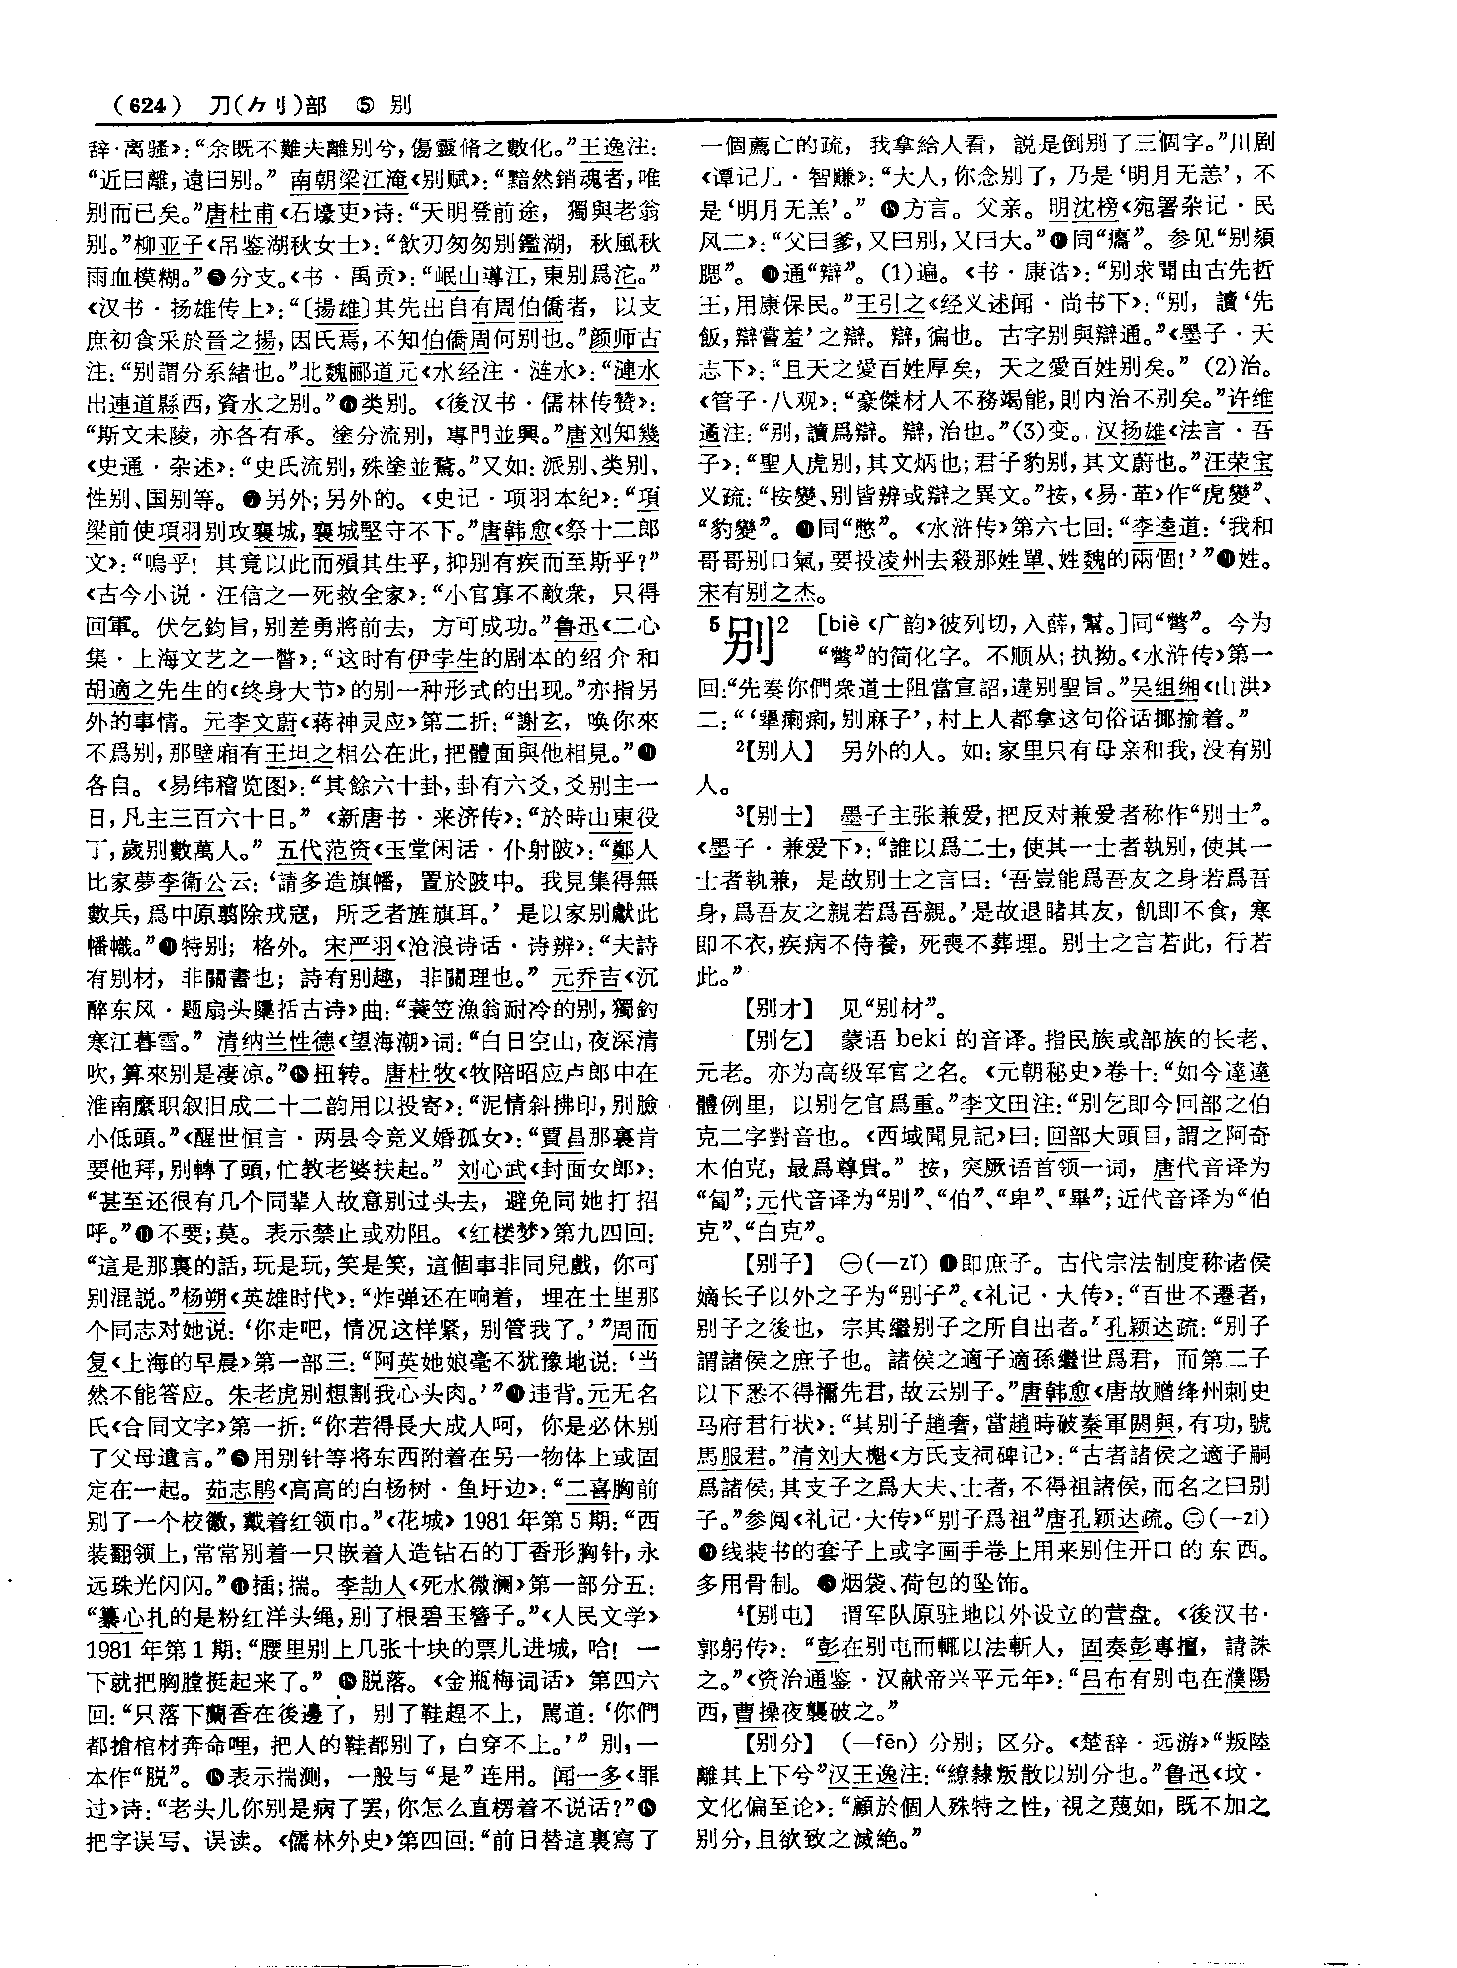 (624) 刀(⺈刂)部 ⑤ 别
辞·离骚》:“余既不難夫離别兮,傷靈脩之數化。”王逸注:
“近曰離,遠曰别。” 南朝梁江淹《别赋》:“黯然銷魂者,唯
别而已矣。”唐杜甫《石壕吏》诗:“天明登前途, 獨與老翁
别。”柳亚子《吊鉴湖秋女士》:“飲刃匆匆别鑑湖, 秋風秋
雨血模糊。”❺分支。《书·禹贡》:“岷山導江,東别爲沱。”
《汉书·扬雄传上》:“〔揚雄〕其先出自有周伯僑者, 以支
庶初食采於晉之揚,因氏焉,不知伯僑周何别也。”颜师古
注:“别謂分系緒也。”北魏郦道元《水经注·涟水》:“漣水
出連道縣西,資水之别。”❻类别。《後汉书·儒林传赞》:
“斯文未陵, 亦各有承。塗分流别, 專門並興。”唐刘知幾
《史通·杂述》:“史氏流别,殊塗並騖。”又如: 派别、类别、
性别、国别等。❼另外;另外的。《史记·项羽本纪》:“項
梁前使項羽别攻襄城,襄城堅守不下。”唐韩愈《祭十二郎
文》:“嗚乎! 其竟以此而殞其生乎,抑别有疾而至斯乎?”
《古今小说·汪信之一死救全家》:“小官寡不敵衆, 只得
回軍。伏乞鈞旨,别差勇將前去, 方可成功。”鲁迅《二心
集·上海文艺之一瞥》:“这时有伊孛生的剧本的绍介和
胡適之先生的《终身大节》的别一种形式的出现。”亦指另
外的事情。元李文蔚《蒋神灵应》第二折:“謝玄, 唤你來
不爲别,那壁廂有王坦之相公在此,把體面與他相見。”❽
各自。《易纬稽览图》:“其餘六十卦,卦有六爻,爻别主一
日,凡主三百六十日。” 《新唐书·来济传》:“於時山東役
丁,歲别數萬人。” 五代范资《玉堂闲话·仆射陂》:“鄭人
比家夢李衛公云:‘請多造旗幡, 置於陂中。我見集得無
數兵,爲中原翦除戎寇, 所乏者旌旗耳。’ 是以家别獻此
幡幟。”❾特别; 格外。宋严羽《沧浪诗话·诗辨》:“夫詩
有别材, 非關書也; 詩有别趣, 非關理也。” 元乔吉《沉
醉东风·题扇头檃括古诗》曲:“蓑笠漁翁耐冷的别,獨釣
寒江暮雪。” 清纳兰性德《望海潮》词:“白日空山,夜深清
吹,算來别是凄凉。”❿扭转。唐杜牧《牧陪昭应卢郎中在
淮南縻职叙旧成二十二韵用以投寄》:“泥情斜拂印,别臉
小低頭。”《醒世恒言·两县令竞义婚孤女》:“賈昌那裏肯
要他拜,别轉了頭,忙教老婆扶起。” 刘心武《封面女郎》:
“甚至还很有几个同辈人故意别过头去, 避免同她打招
呼。”⓫不要;莫。表示禁止或劝阻。《红楼梦》第九四回:
“這是那裏的話,玩是玩,笑是笑, 這個事非同兒戲, 你可
别混説。”杨朔《英雄时代》:“炸弹还在响着, 埋在土里那
个同志对她说:‘你走吧,情况这样紧,别管我了。’”周而
复《上海的早晨》第一部三:“阿英她娘毫不犹豫地说:‘当
然不能答应。朱老虎别想割我心头肉。’”⓬违背。元无名
氏《合同文字》第一折:“你若得長大成人呵, 你是必休别
了父母遺言。”⓭用别针等将东西附着在另一物体上或固
定在一起。茹志鹃《高高的白杨树·鱼圩边》:“二喜胸前
别了一个校徽,戴着红领巾。”《花城》1981年第5期:“西
装翻领上,常常别着一只嵌着人造钻石的丁香形胸针,永
远珠光闪闪。”⓮插;揣。李劼人《死水微澜》第一部分五:
“纂心扎的是粉红洋头绳,别了根碧玉簪子。”《人民文学》
1981年第1期:“腰里别上几张十块的票儿进城,哈! 一
下就把胸膛挺起来了。”⓯脱落。《金瓶梅词话》第四六
回:“只落下蘭香在後邊了, 别了鞋趕不上, 駡道:‘你們
都搶棺材奔命哩, 把人的鞋都别了,白穿不上。’” 别,一
本作“脱”。⓰表示揣测, 一般与“是”连用。闻一多《罪
过》诗:“老头儿你别是病了罢,你怎么直楞着不说话?”⓱
把字误写、误读。《儒林外史》第四回:“前日替這裏寫了
一個薦亡的疏, 我拿給人看, 説是倒别了三個字。”川剧
《谭记儿·智赚》:“大人,你念别了, 乃是‘明月无恙’, 不
是‘明月无羔’。”⓲方言。父亲。明沈榜《宛署杂记·民
风二》:“父曰爹,又曰别,又曰大。”⓳同“癟”。参见“别須
腮”。⓴通“辯”。(1)遍。《书·康诰》:“别求聞由古先哲
王,用康保民。”王引之《经义述闻·尚书下》:“别, 讀‘先
飯,辯嘗羞’之辯。辯,徧也。古字别與辯通。”《墨子·天
志下》:“且天之愛百姓厚矣, 天之愛百姓别矣。”(2)治。
《管子·八观》:“豪傑材人不務竭能,則内治不别矣。”许维
遹注:“别,讀爲辯。辯,治也。”(3)变。汉扬雄《法言·吾
子》:“聖人虎别,其文炳也;君子豹别,其文蔚也。”汪荣宝
义疏:“按變、别皆辨或辯之異文。”按,《易·革》作“虎變”、
“豹變”。㉑同“憋”。《水浒传》第六七回:“李逵道:‘我和
哥哥别口氣,要投凌州去殺那姓單、姓魏的兩個!’”㉒姓。
宋有别之杰。
⁵别² [biè《广韵》彼列切,入薛,幫。]同“彆”。今为
“彆”的简化字。不顺从;执拗。《水浒传》第一
回:“先奏你們衆道士阻當宣詔,違别聖旨。”吴组缃《山洪》
二:“‘犟瘌痢,别麻子’,村上人都拿这句俗话揶揄着。”
²【别人】 另外的人。如:家里只有母亲和我,没有别
人。
³【别士】 墨子主张兼爱,把反对兼爱者称作“别士”。
《墨子·兼爱下》:“誰以爲二士,使其一士者執别,使其一
士者執兼, 是故别士之言曰:‘吾豈能爲吾友之身若爲吾
身,爲吾友之親若爲吾親。’是故退睹其友, 飢即不食, 寒
即不衣,疾病不侍養, 死喪不葬埋。别士之言若此, 行若
此。”
【别才】 见“别材”。
【别乞】 蒙语 beki 的音译。指民族或部族的长老、
元老。亦为高级军官之名。《元朝秘史》卷十:“如今達達
體例里, 以别乞官爲重。”李文田注:“别乞即今回部之伯
克二字對音也。《西域聞見記》曰:回部大頭目,謂之阿奇
木伯克, 最爲尊貴。” 按, 突厥语首领一词, 唐代音译为
“匐”;元代音译为“别”、“伯”、“卑”、“畢”;近代音译为“伯
克”、“白克”。
【别子】 ㊀(—zǐ) ❶即庶子。古代宗法制度称诸侯
嫡长子以外之子为“别子”。《礼记·大传》:“百世不遷者,
别子之後也, 宗其繼别子之所自出者。”孔颖达疏:“别子
謂諸侯之庶子也。諸侯之適子適孫繼世爲君, 而第二子
以下悉不得禰先君,故云别子。”唐韩愈《唐故赠绛州刺史
马府君行状》:“其别子趙奢,當趙時破秦軍閼與,有功,號
馬服君。”清刘大櫆《方氏支祠碑记》:“古者諸侯之適子嗣
爲諸侯,其支子之爲大夫、士者,不得祖諸侯,而名之曰别
子。”参阅《礼记·大传》“别子爲祖”唐孔颖达疏。㊁(—zi)
❶线装书的套子上或字画手卷上用来别住开口的东西。
多用骨制。❷烟袋、荷包的坠饰。
⁴【别屯】 谓军队原驻地以外设立的营盘。《後汉书·
郭躬传》:“彭在别屯而輒以法斬人, 固奏彭專擅, 請誅
之。”《资治通鉴·汉献帝兴平元年》:“吕布有别屯在濮陽
西,曹操夜襲破之。”
【别分】 (—fēn) 分别; 区分。《楚辞·远游》“叛陸
離其上下兮”汉王逸注:“繚隸叛散以别分也。”鲁迅《坟·
文化偏至论》:“顧於個人殊特之性, 視之蔑如, 既不加之
别分,且欲致之滅絶。”